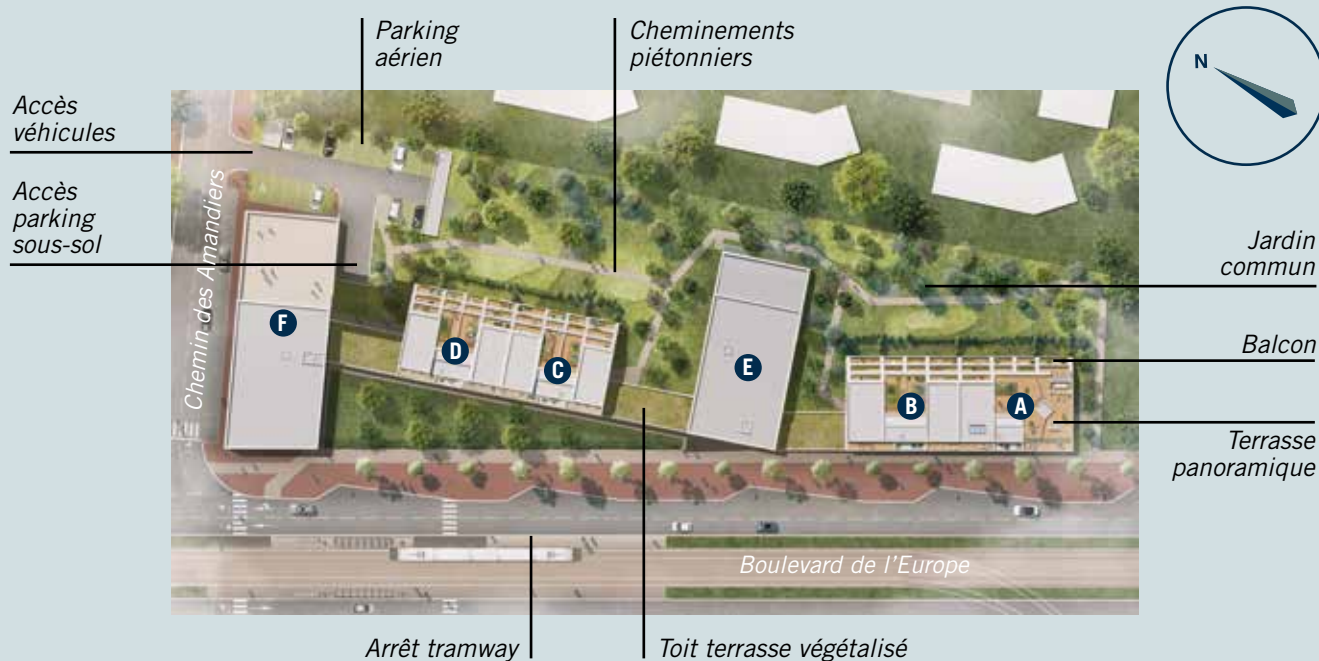 Parking
aérien
Cheminements
piétonniers
N
Accès
véhicules
Accès
parking
sous-sol
Chemin des Amandiers
Jardin
commun
Balcon
Terrasse
panoramique
F
D
C
E
B
A
Boulevard de l'Europe
Arrêt tramway
Toit terrasse végétalisé